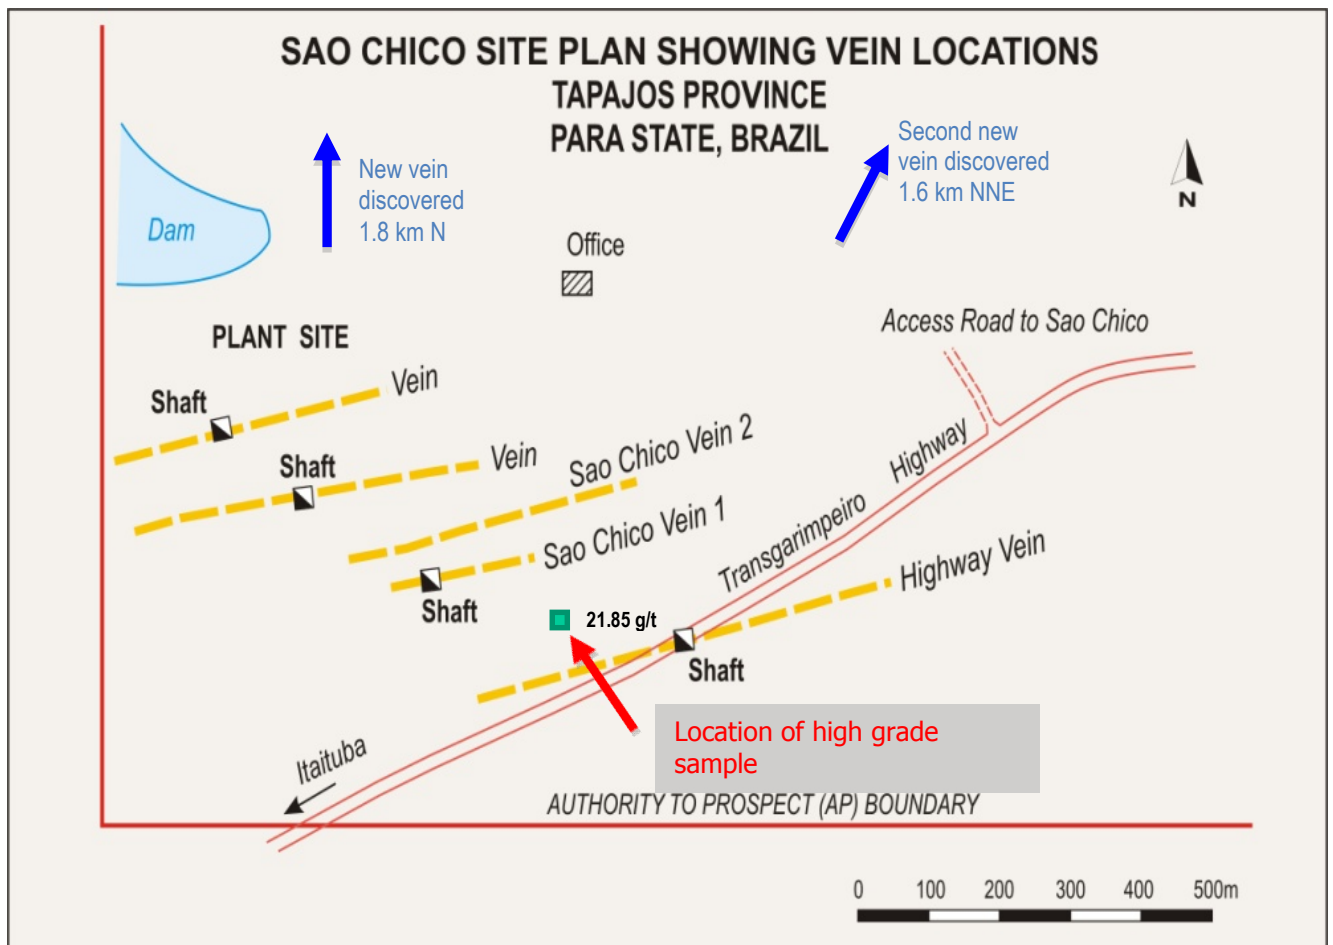 SAO CHICO SITE PLAN SHOWING VEIN LOCATIONS
TAPAJOS PROVINCE
PARA STATE, BRAZIL
New vein
discovered
1.8 km N
Second new
vein discovered
1.6 km NNE
N
Dam
Office
Access Road to Sao Chico
PLANT SITE
Vein
Shaft
Vein
Shaft
Sao Chico Vein 2
Sao Chico Vein 1
Shaft
Transgarimpeiro Highway
Highway Vein
21.85 g/t
Shaft
Location of high grade
sample
Itaituba
AUTHORITY TO PROSPECT (AP) BOUNDARY
0 100 200 300 400 500m